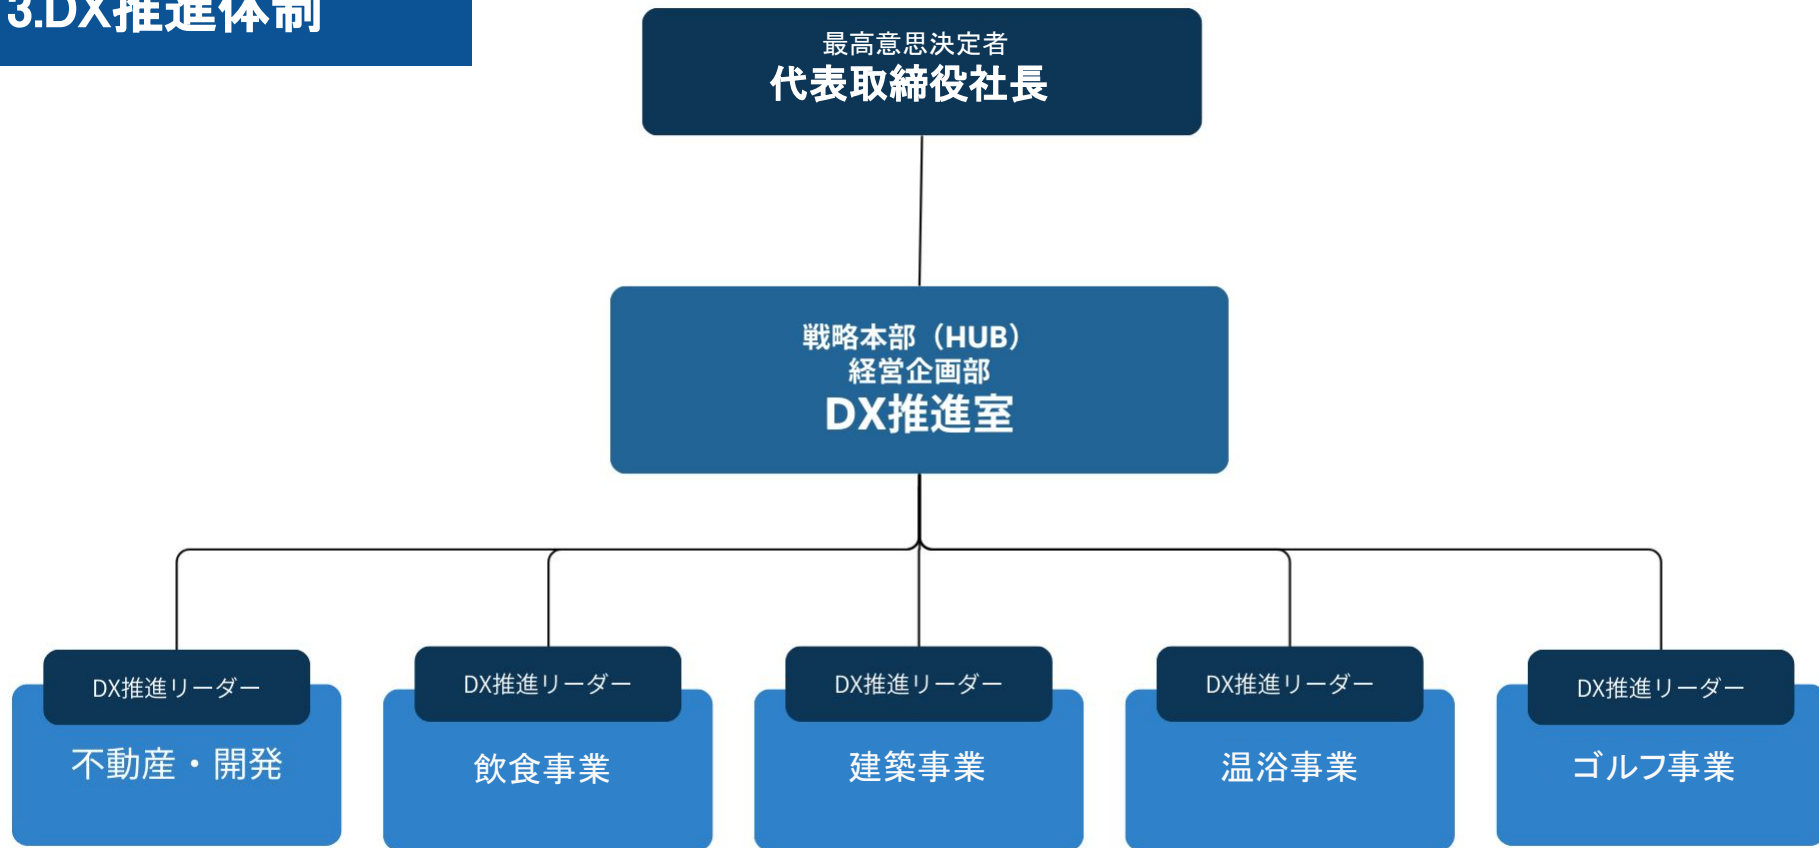 3.DX推進体制
最高意思決定者
代表取締役社長
戦略本部（HUB）
経営企画部
DX推進室
DX推進リーダー
不動産・開発
DX推進リーダー
飲食事業
DX推進リーダー
建築事業
DX推進リーダー
温浴事業
DX推進リーダー
ゴルフ事業